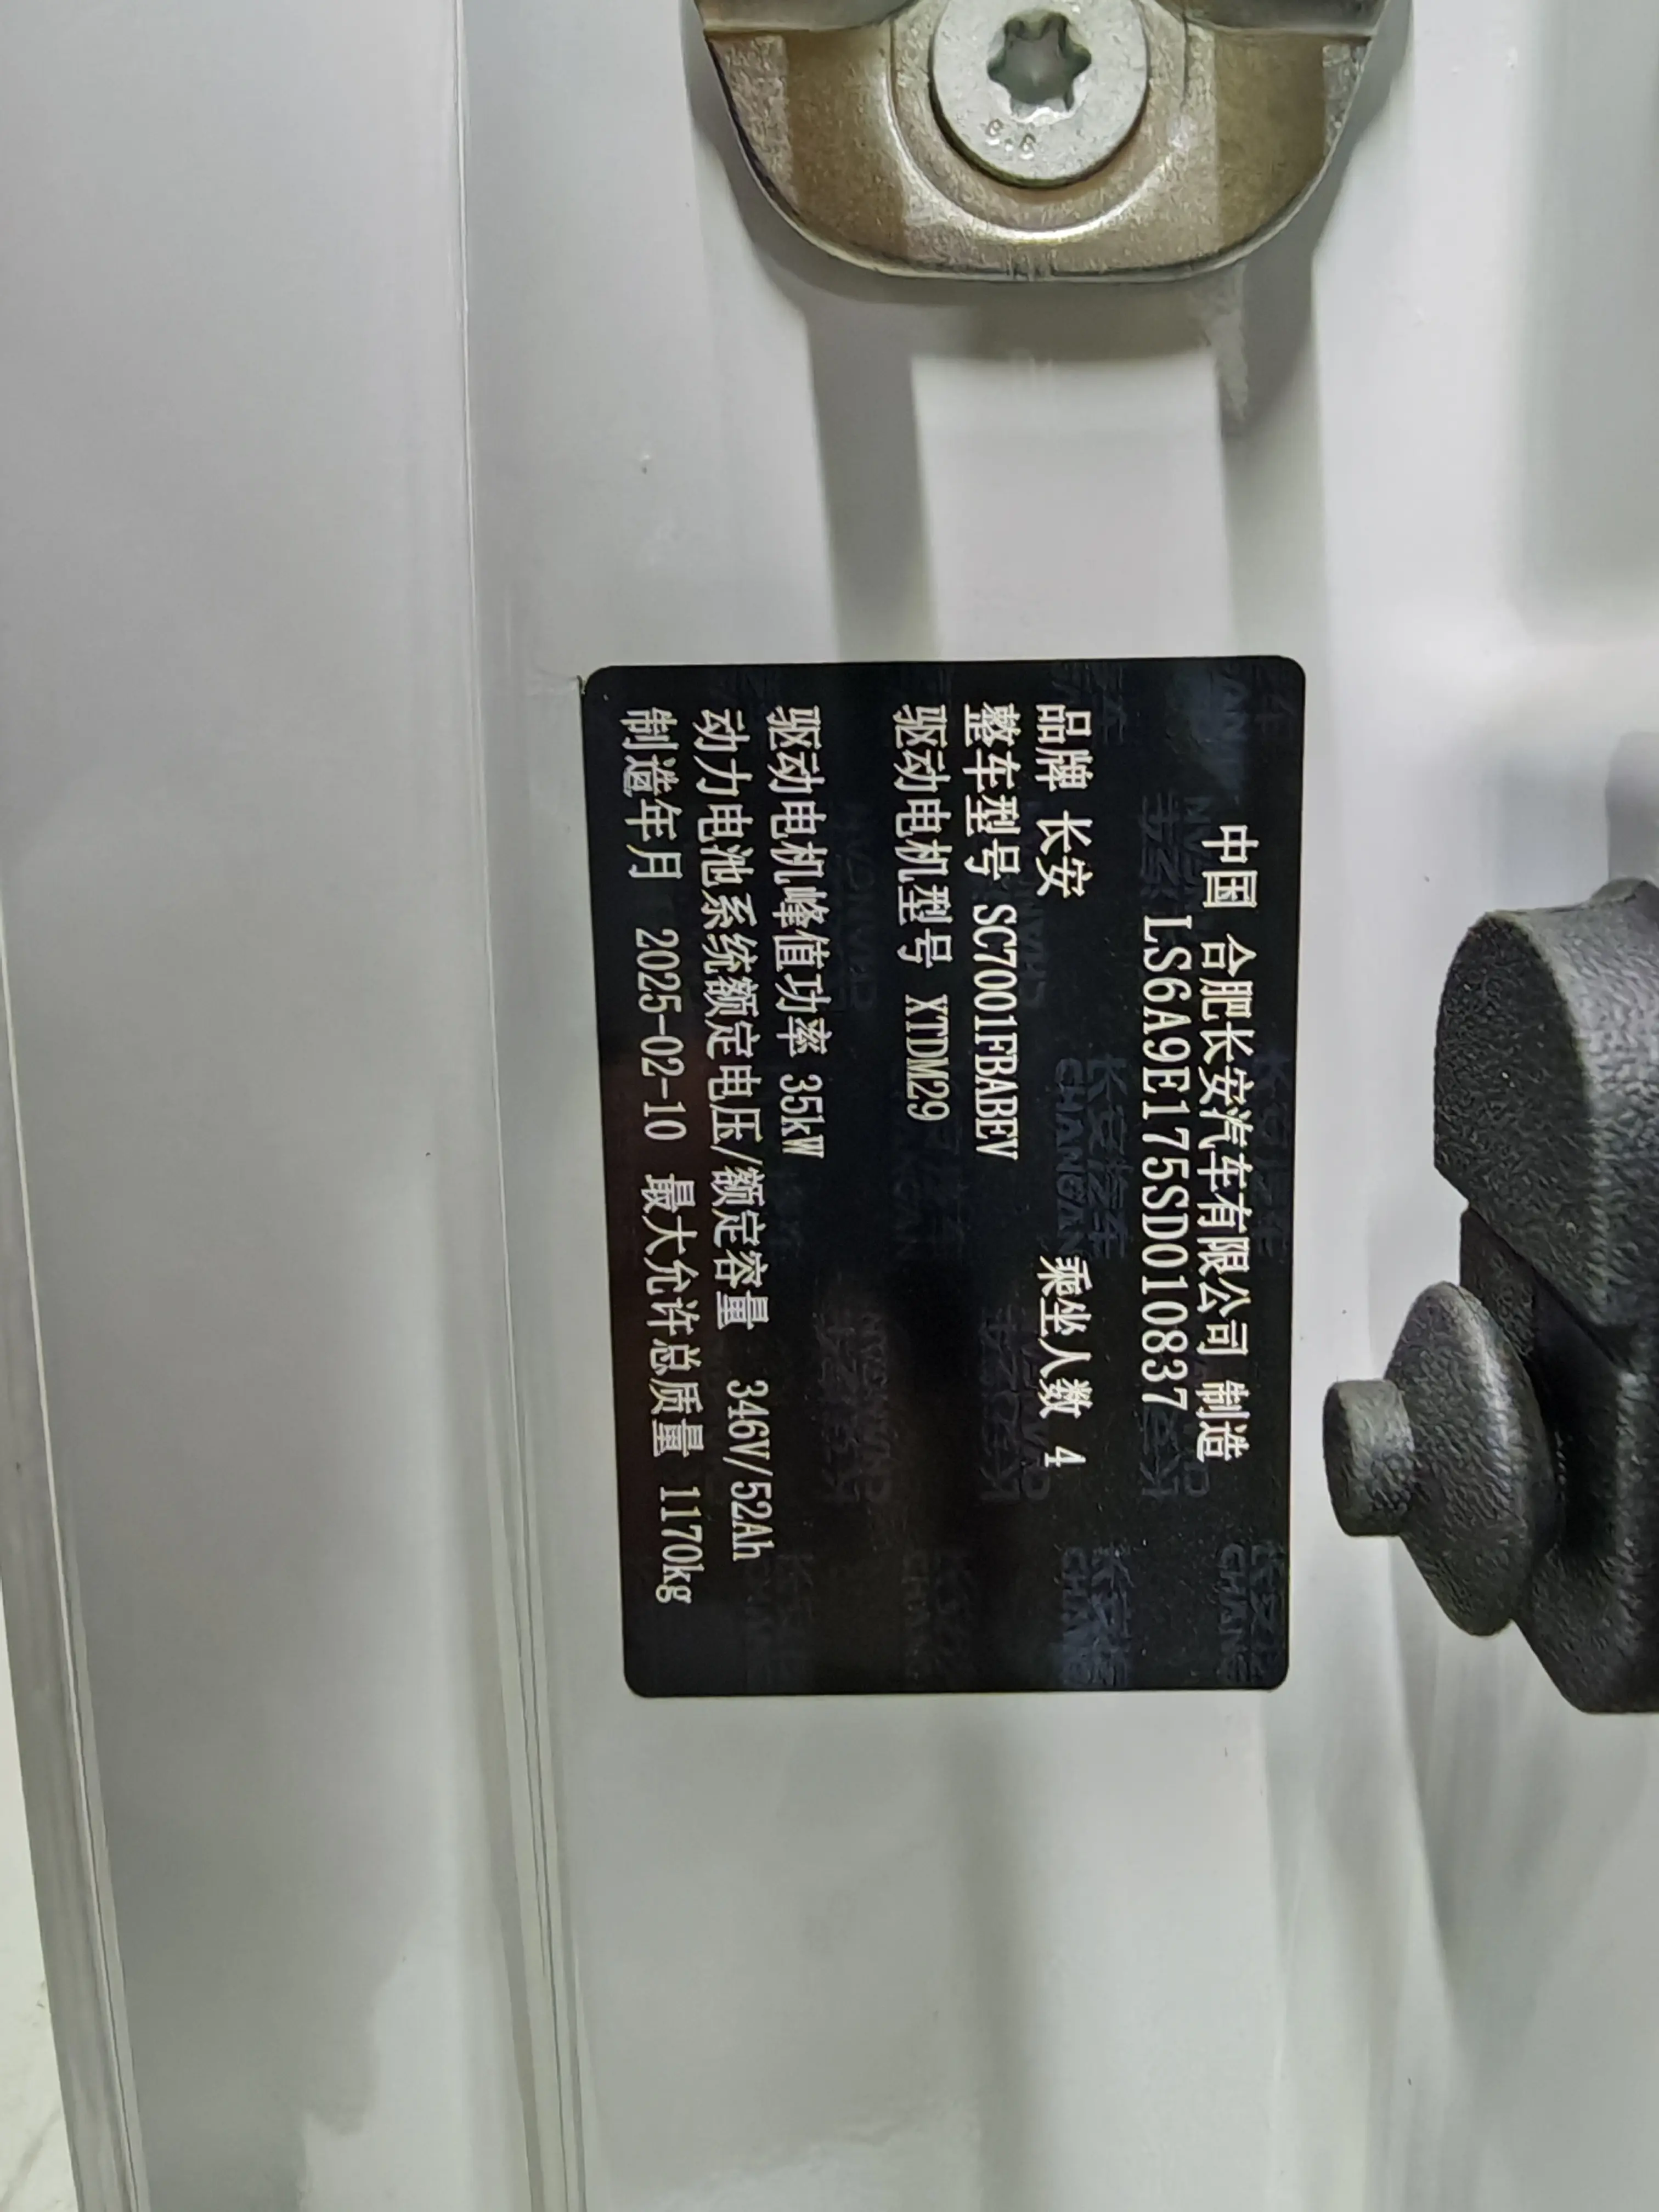 中国 合肥长安汽车有限公司 制造
LS6A9E175SD010837
品牌 长安 乘坐人数 4
整车型号 SC7001FBABEV
驱动电机型号 XTDM29
驱动电机峰值功率 35kW
动力电池系统额定电压/额定容量 346V/52Ah
制造年月 2025-02-10 最大允许总质量 1170kg